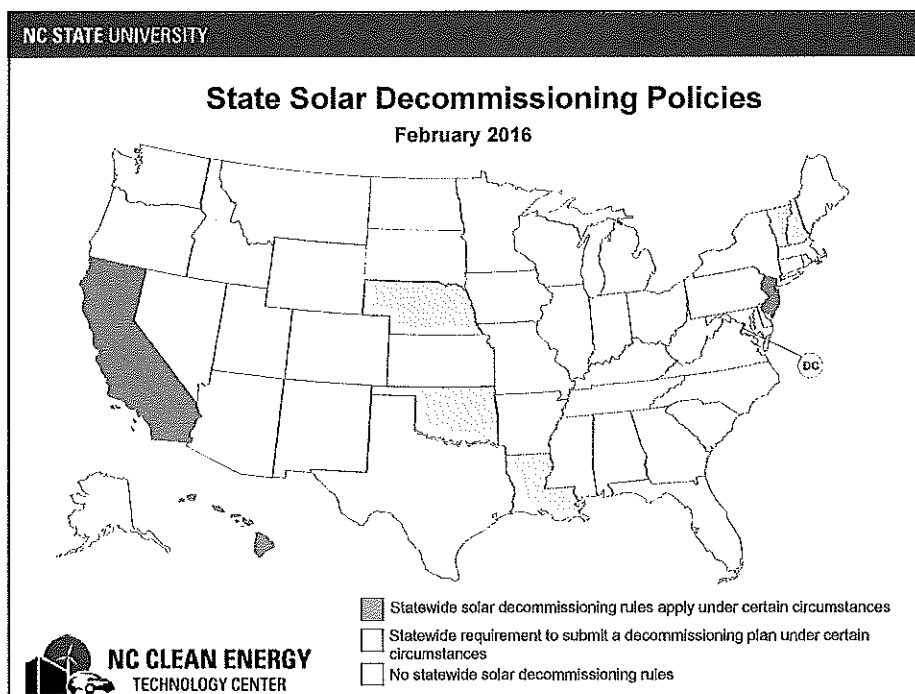 NC STATE UNIVERSITY
State Solar Decommissioning Policies
February 2016
DC
Statewide solar decommissioning rules apply under certain circumstances
Statewide requirement to submit a decommissioning plan under certain
circumstances
No statewide solar decommissioning rules
NC CLEAN ENERGY
TECHNOLOGY CENTER